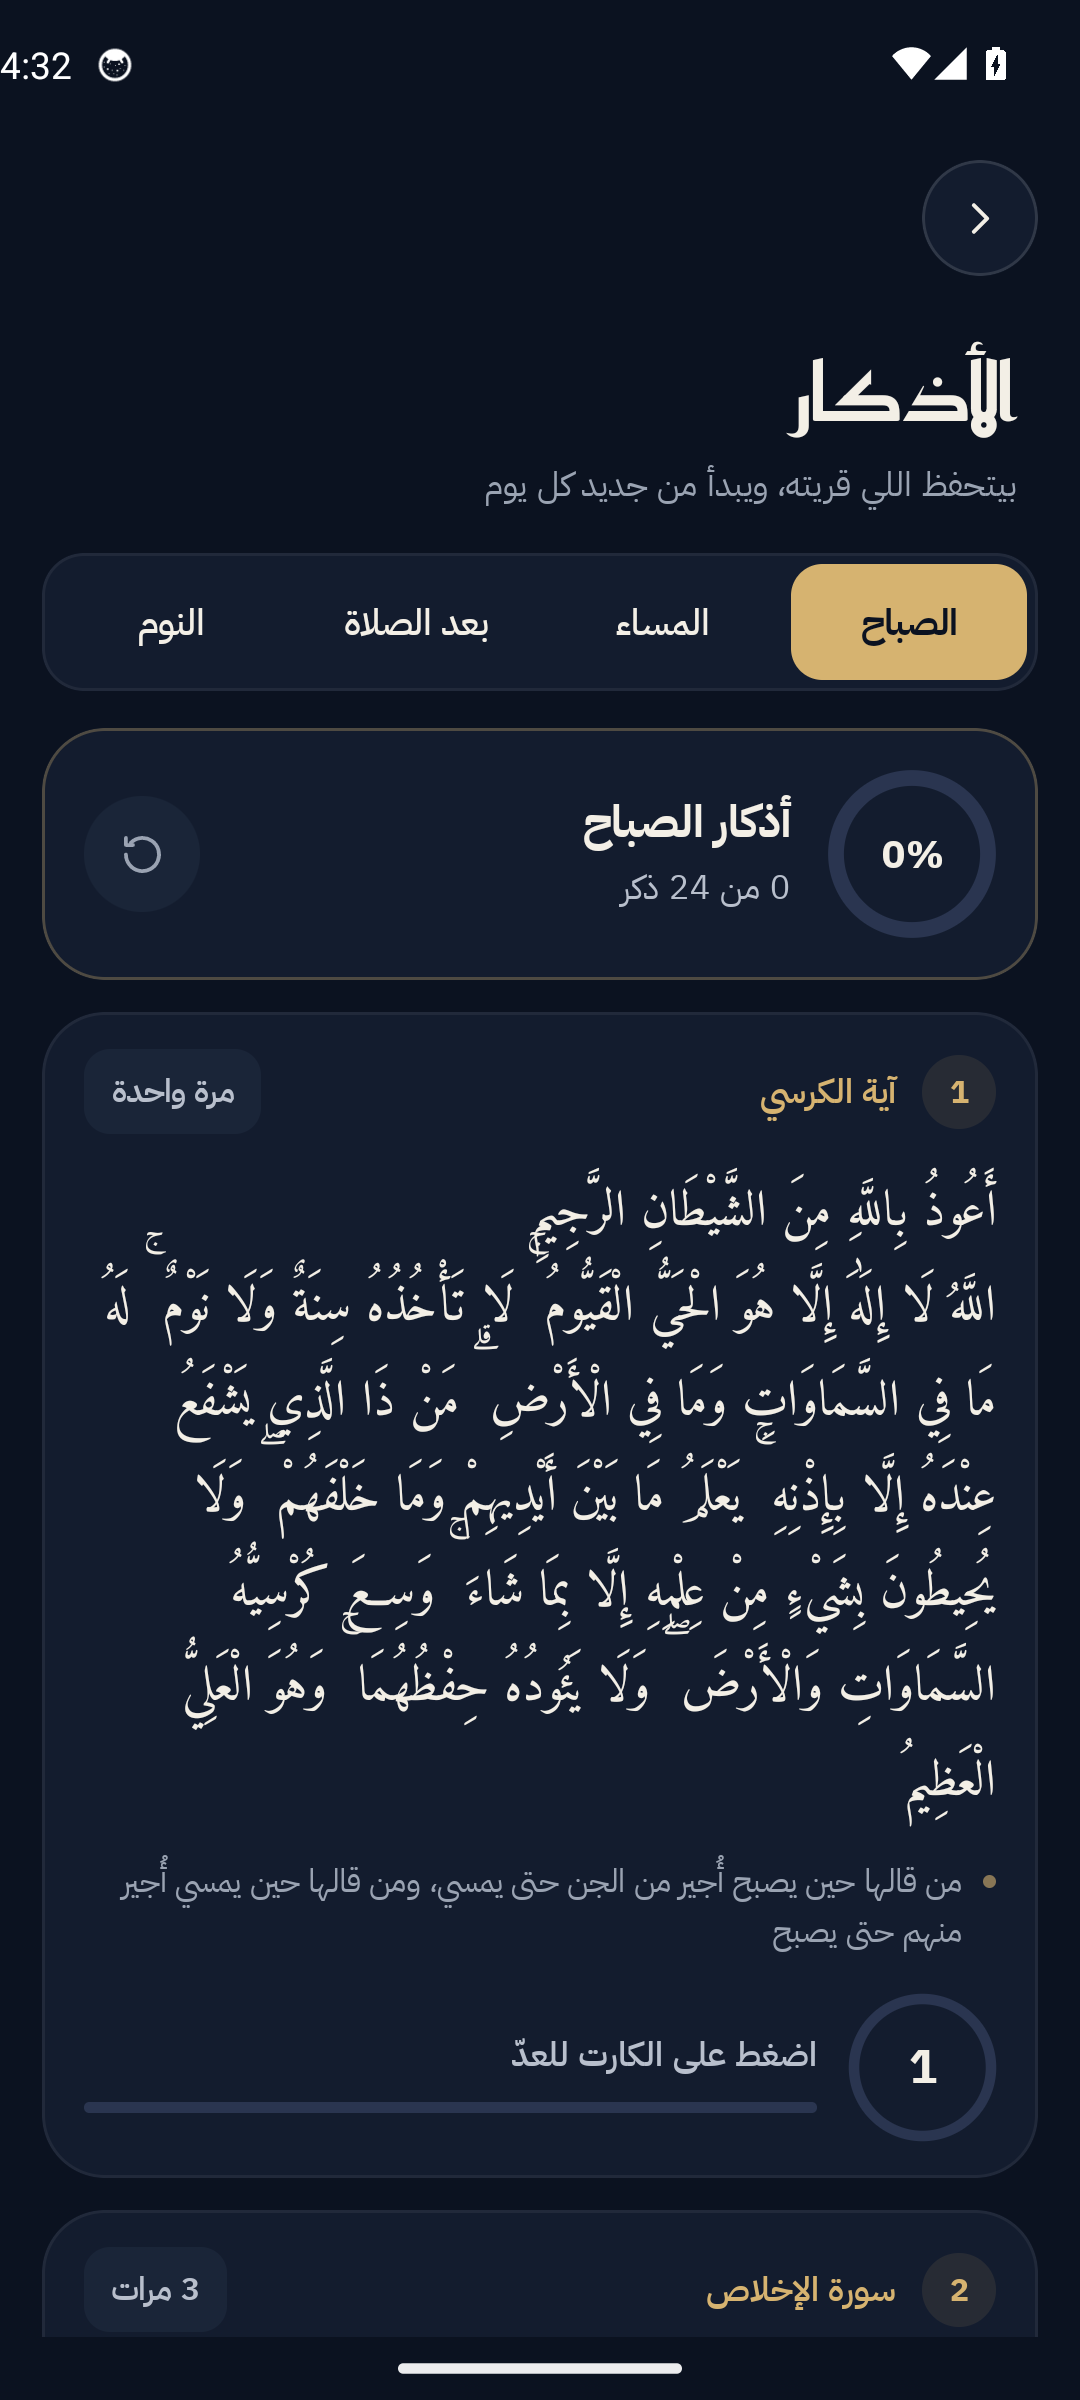 4:32
الأذكار
بيتحفظ اللي قريته، ويبدأ من جديد كل يوم
الصباح
المساء
بعد الصلاة
النوم
0%
أذكار الصباح
0 من 24 ذكر
1
آية الكرسي
مرة واحدة
أَعُوذُ بِاللَّهِ مِنَ الشَّيْطَانِ الرَّجِيمِ
اللَّهُ لَا إِلَٰهَ إِلَّا هُوَ الْحَيُّ الْقَيُّومُ ۚ لَا تَأْخُذُهُ سِنَةٌ وَلَا نَوْمٌ ۚ لَهُ
مَا فِي السَّمَاوَاتِ وَمَا فِي الْأَرْضِ ۗ مَنْ ذَا الَّذِي يَشْفَعُ
عِنْدَهُ إِلَّا بِإِذْنِهِ ۚ يَعْلَمُ مَا بَيْنَ أَيْدِيهِمْ وَمَا خَلْفَهُمْ ۖ وَلَا
يُحِيطُونَ بِشَيْءٍ مِنْ عِلْمِهِ إِلَّا بِمَا شَاءَ ۚ وَسِعَ كُرْسِيُّهُ
السَّمَاوَاتِ وَالْأَرْضَ ۖ وَلَا يَئُودُهُ حِفْظُهُمَا ۚ وَهُوَ الْعَلِيُّ
الْعَظِيمُ
• من قالها حين يصبح أُجير من الجن حتى يمسي، ومن قالها حين يمسي أُجير
منهم حتى يصبح
1
اضغط على الكارت للعدّ
2
سورة الإخلاص
3 مرات